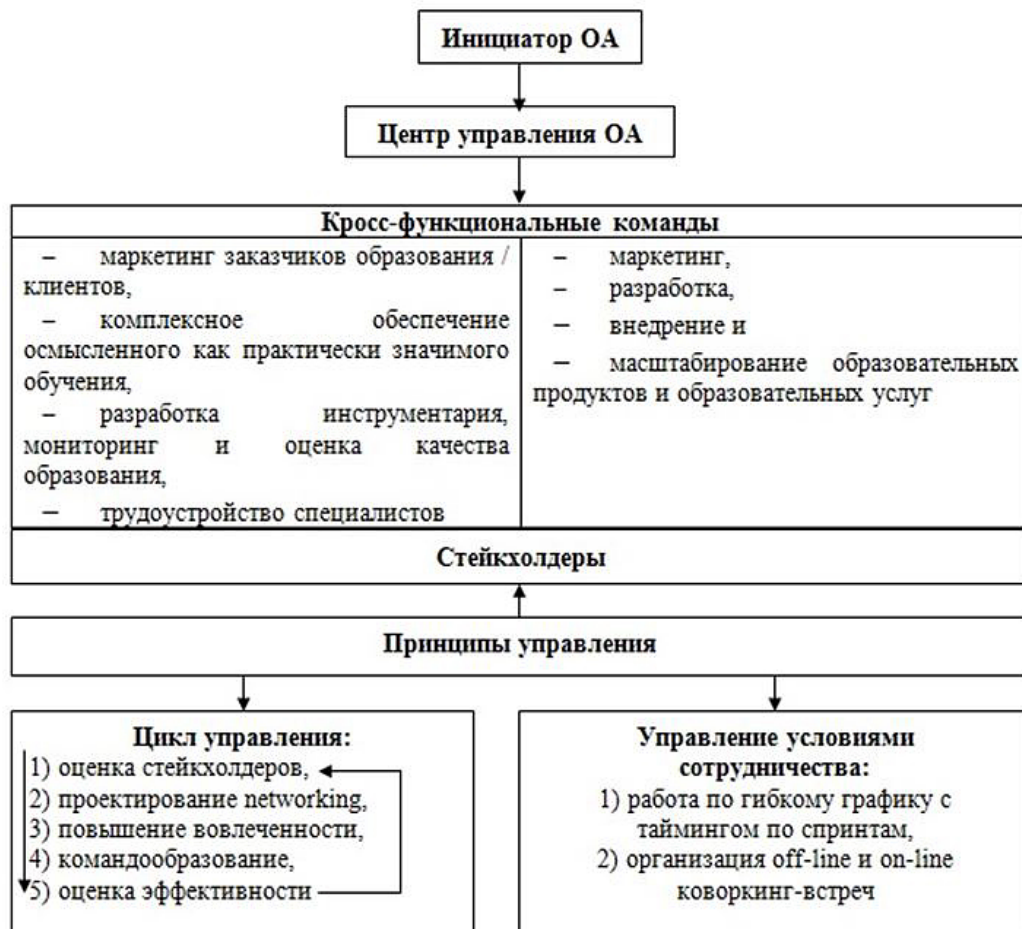 Инициатор ОА
Центр управления ОА
Кросс-функциональные команды
– маркетинг заказчиков образования /
клиентов,
– комплексное обеспечение
осмысленного как практически значимого
обучения,
– разработка инструментария,
мониторинг и оценка качества
образования,
– трудоустройство специалистов
– маркетинг,
– разработка,
– внедрение и
– масштабирование образовательных
продуктов и образовательных услуг
Стейкхолдеры
Принципы управления
Цикл управления:
1) оценка стейкхолдеров,
2) проектирование networking,
3) повышение вовлеченности,
4) командообразование,
5) оценка эффективности
Управление условиями
сотрудничества:
1) работа по гибкому графику с
таймингом по спринтам,
2) организация off-line и on-line
коворкинг-встреч